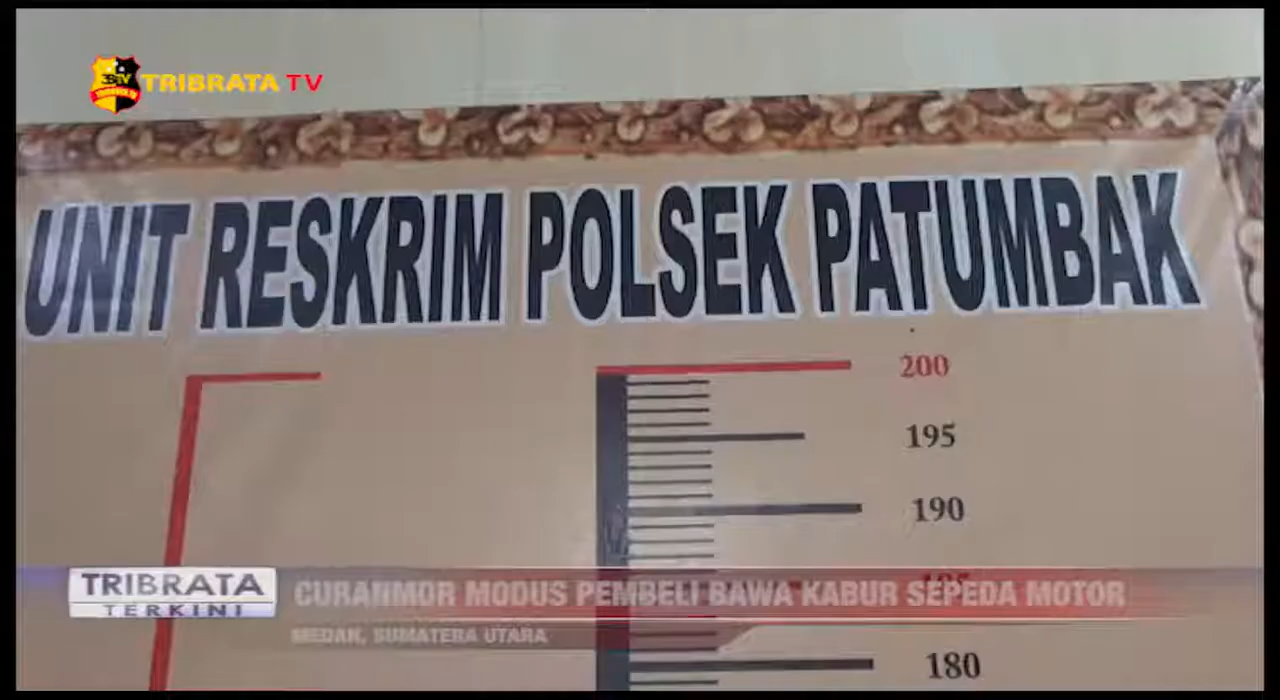 TRIBRATA TV
UNIT RESKRIM POLSEK PATUMBAK
200
195
190
TRIBRATA
TERKINI
CURANMOR MODUS PEMBELI BAWA KABUR SEPEDA MOTOR
MEDAN, SUMATERA UTARA
180